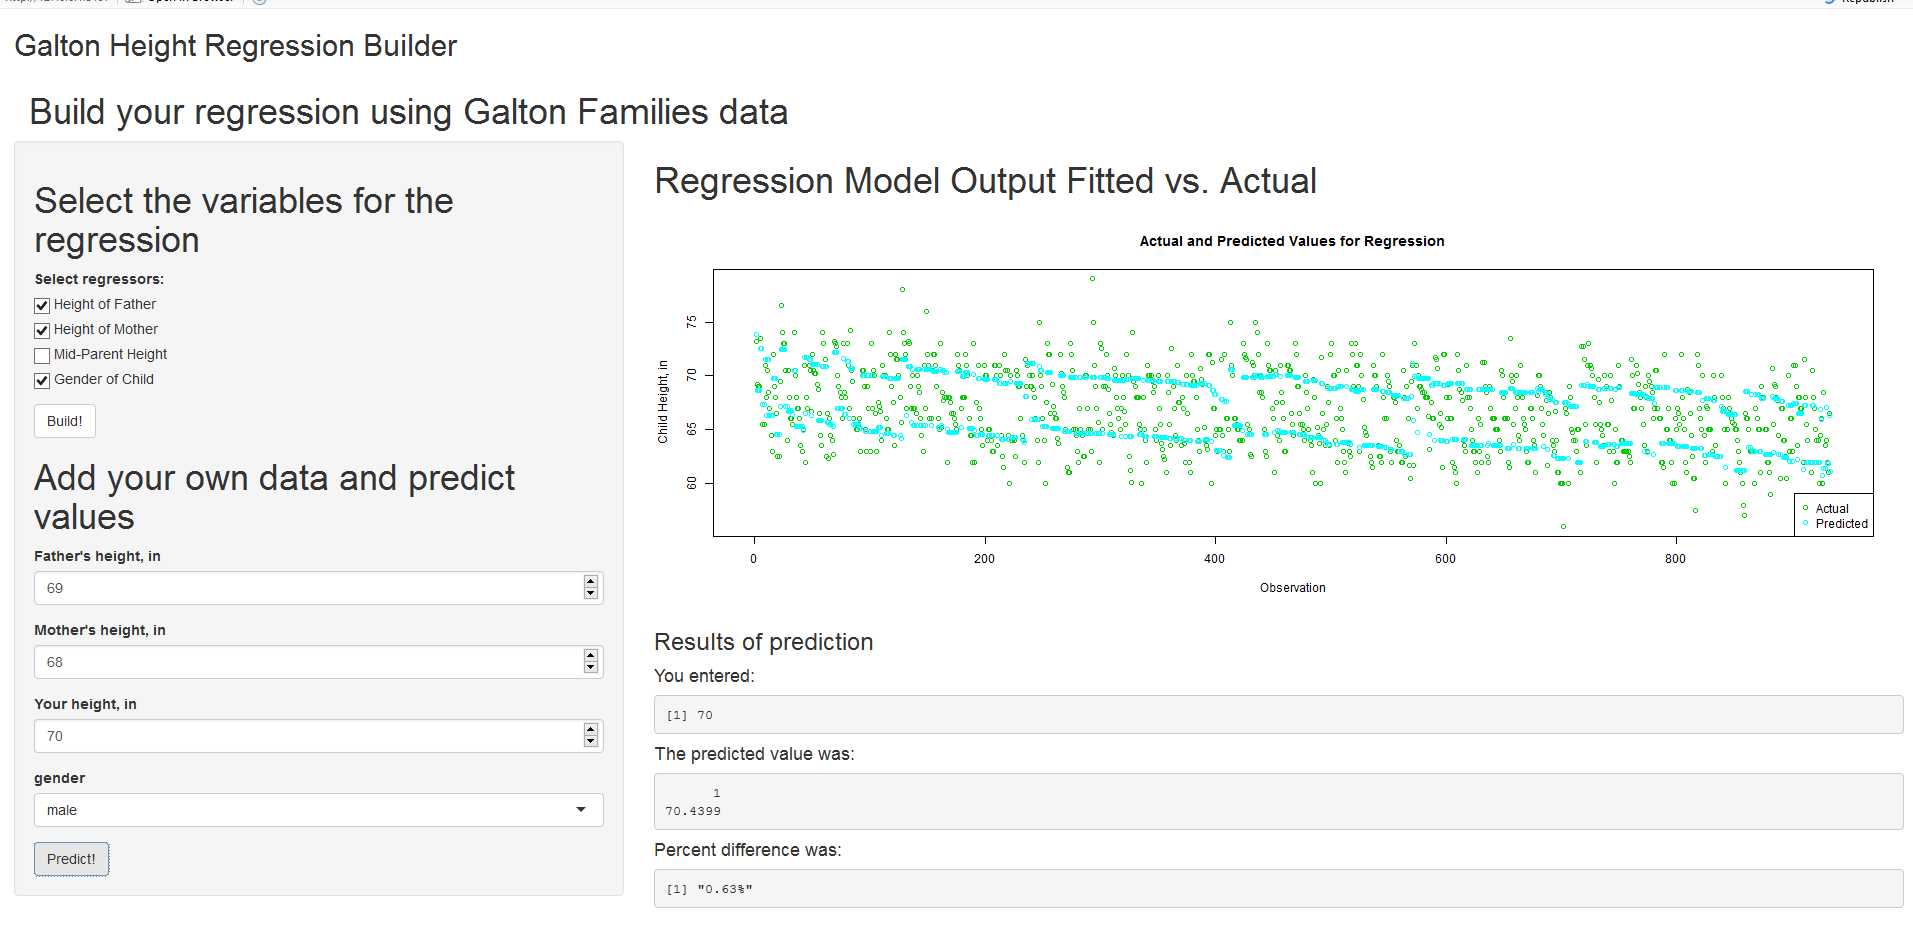 Galton Height Regression Builder
Build your regression using Galton Families data
Select the variables for the
regression
Select regressors:
Height of Father
Height of Mother
Mid-Parent Height
Gender of Child
Build!
Add your own data and predict
values
Father's height, in
69
Mother's height, in
68
Your height, in
70
gender
male
Predict!
Regression Model Output Fitted vs. Actual
Actual and Predicted Values for Regression
Child Height, in
75
70
65
60
Actual
Predicted
0
200
400
600
800
Observation
Results of prediction
You entered:
[1] 70
The predicted value was:
1
70.4399
Percent difference was:
[1] "0.63%"